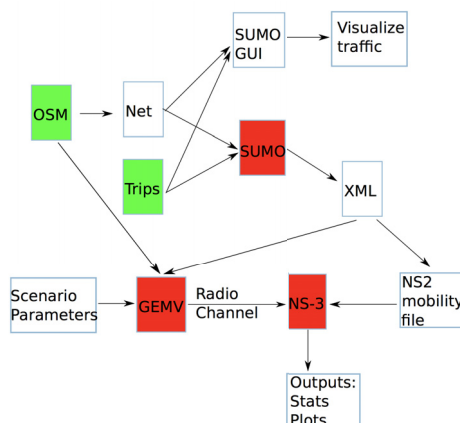 SUMO
GUI
Visualize
traffic
OSM
Net
SUMO
Trips
XML
Scenario
Parameters
GEMV
Radio
Channel
NS-3
NS2
mobility
file
Outputs:
Stats
Plots